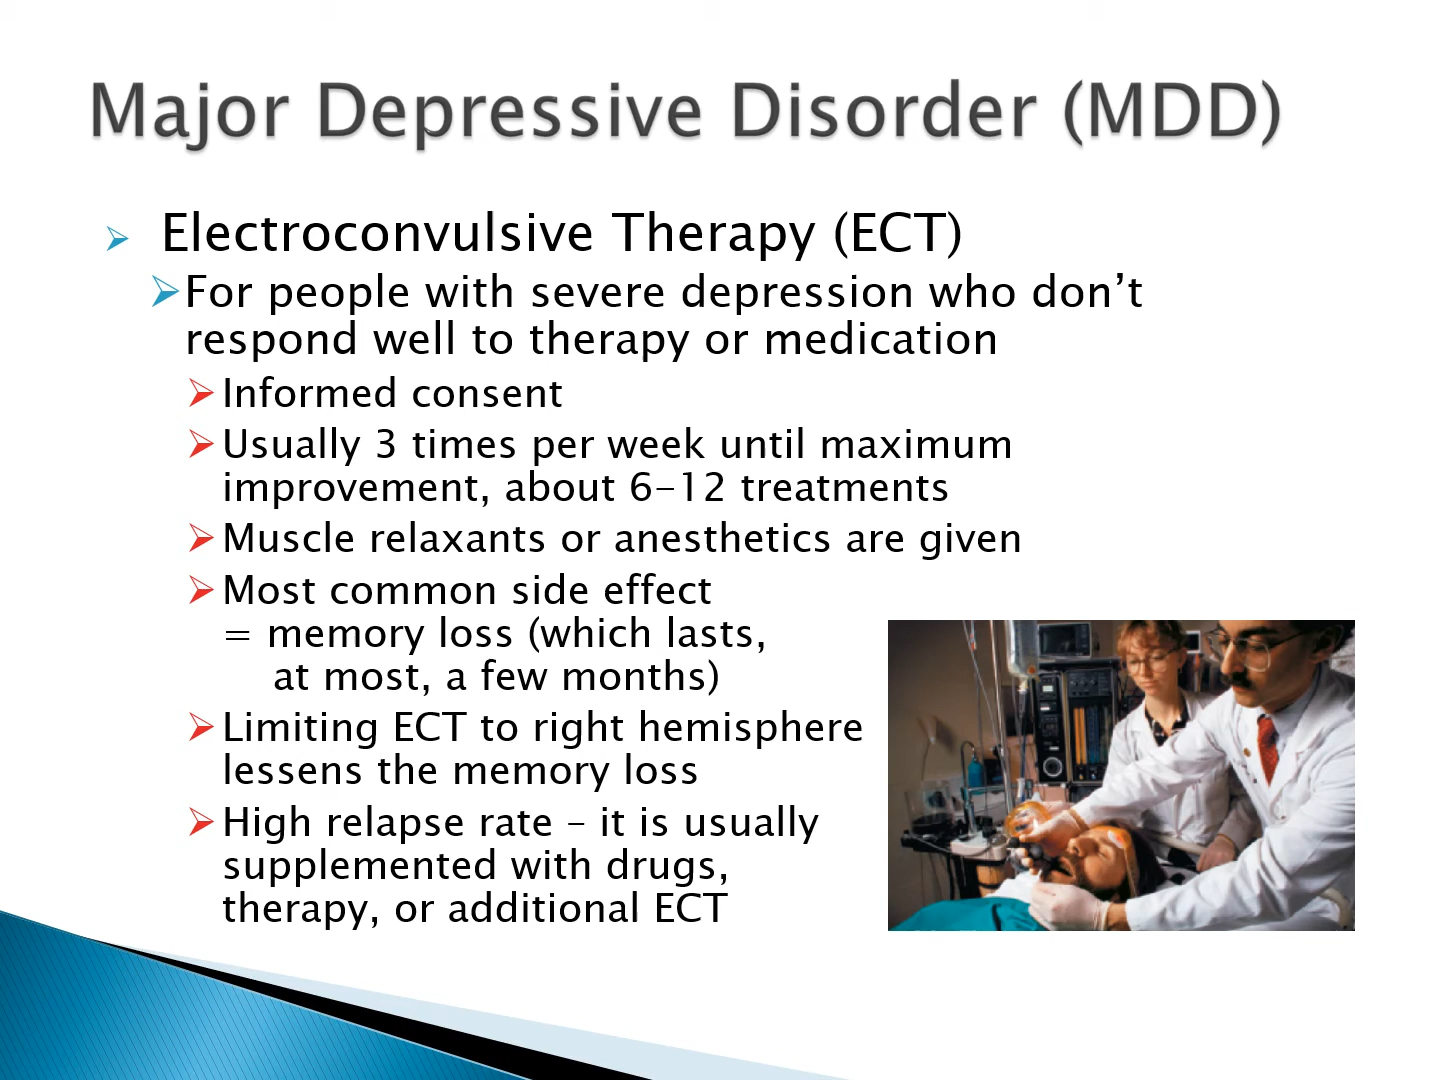 Major Depressive Disorder (MDD)
Electroconvulsive Therapy (ECT)
For people with severe depression who don’t
respond well to therapy or medication
Informed consent
Usually 3 times per week until maximum
improvement, about 6-12 treatments
Muscle relaxants or anesthetics are given
Most common side effect
= memory loss (which lasts,
at most, a few months)
Limiting ECT to right hemisphere
lessens the memory loss
High relapse rate – it is usually
supplemented with drugs,
therapy, or additional ECT